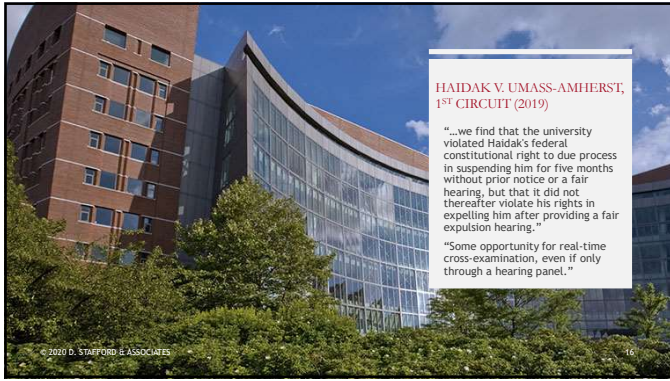 HAIDAK V. UMASS-AMHERST,
1ST CIRCUIT (2019)
“…we find that the university
violated Haidak's federal
constitutional right to due process
in suspending him for five months
without prior notice or a fair
hearing, but that it did not
thereafter violate his rights in
expelling him after providing a fair
expulsion hearing.”
“Some opportunity for real-time
cross-examination, even if only
through a hearing panel.”
© 2020 D. STAFFORD & ASSOCIATES
16